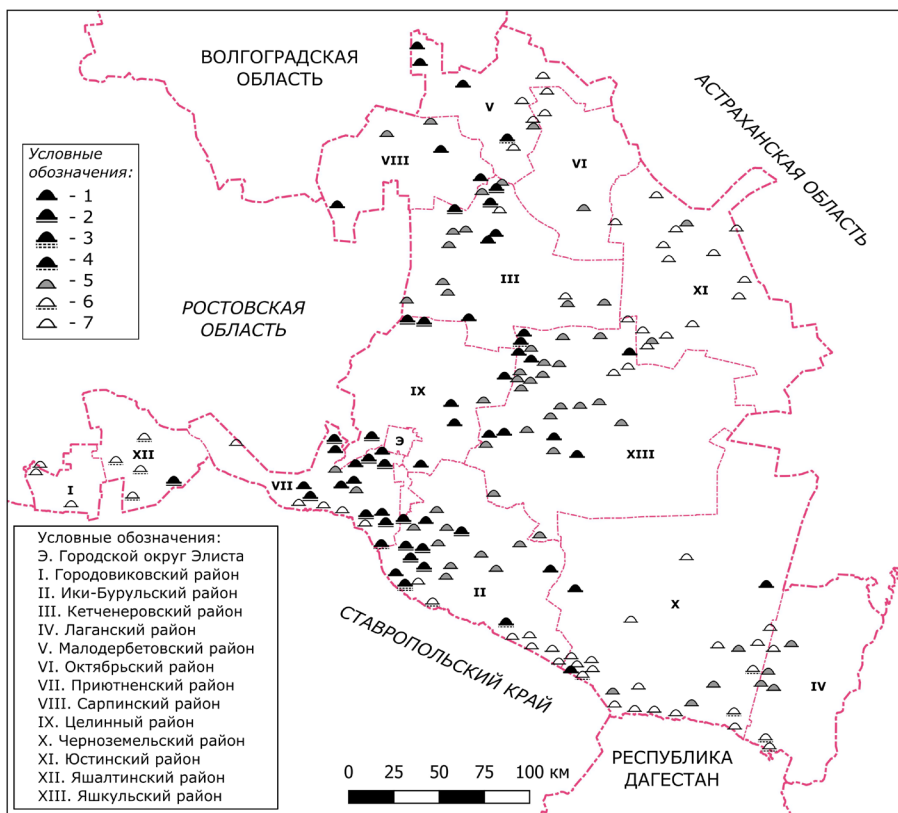 ВОЛГОГРАДСКАЯ
ОБЛАСТЬ
АСТРАХАНСКАЯ ОБЛАСТЬ
V
Условные
обозначения:
- 1
- 2
- 3
- 4
- 5
- 6
- 7
VIII
VI
III
XI
РОСТОВСКАЯ
ОБЛАСТЬ
IX
Э
XII
XIII
I
VII
Условные обозначения:
Э. Городской округ Элиста
I. Городовиковский район
II. Ики-Бурульский район
III. Кетченеровский район
IV. Лаганский район
V. Малодербетовский район
VI. Октябрьский район
VII. Приютненский район
VIII. Сарпинский район
IX. Целинный район
X. Черноземельский район
XI. Юстинский район
XII. Яшалтинский район
XIII. Яшкульский район
II
X
IV
СТАВРОПОЛЬСКИЙ КРАЙ
РЕСПУБЛИКА
ДАГЕСТАН
0 25 50 75 100 км